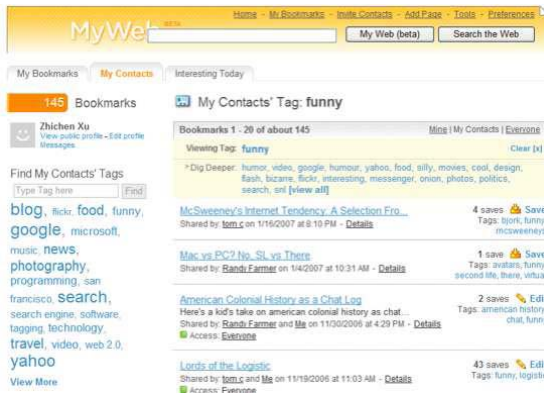 Home - My Bookmarks - Invite Contacts - Add Page - Tools - Preferences
MyWeb BETA
My Web (beta) Search the Web
My Bookmarks My Contacts Interesting Today
145 Bookmarks
Zhichen Xu
View public profile - Edit profile
Messages
Find My Contacts' Tags
Type Tag here Find
blog, flickr, food, funny,
google, microsoft,
music, news,
photography,
programming, san
francisco, search,
search engine, software,
tagging, technology,
travel, video, web 2.0,
yahoo
View More
My Contacts' Tag: funny
Bookmarks 1 - 20 of about 145 Mine | My Contacts | Everyone
Viewing Tag: funny Clear [x]
Dig Deeper: humor, video, google, humour, yahoo, food, silly, movies, cool, design,
flash, bizarre, flickr, interesting, messenger, onion, photos, politics,
search, snl [view all]
McSweeney's Internet Tendency: A Selection Fro... 4 saves Save
Shared by: tom c on 1/16/2007 at 8:10 PM - Details Tags: bjork, funny
mcsweeneys
Mac vs PC? No, SL vs There 1 save Save
Shared by: Randy Farmer on 1/4/2007 at 10:31 AM - Details Tags: avatars, funny
second life, there, virtua
American Colonial History as a Chat Log 2 saves Edi
Here's a kid's take on american colonial history as chat... Tags: american history
Shared by: Randy Farmer and Me on 11/30/2006 at 4:29 PM - Details chat, funny
Access: Everyone
Lords of the Logistic 43 saves Edi
Shared by: tom c and Me on 11/19/2006 at 11:03 AM - Details Tags: funny, logistic
Access: Everyone